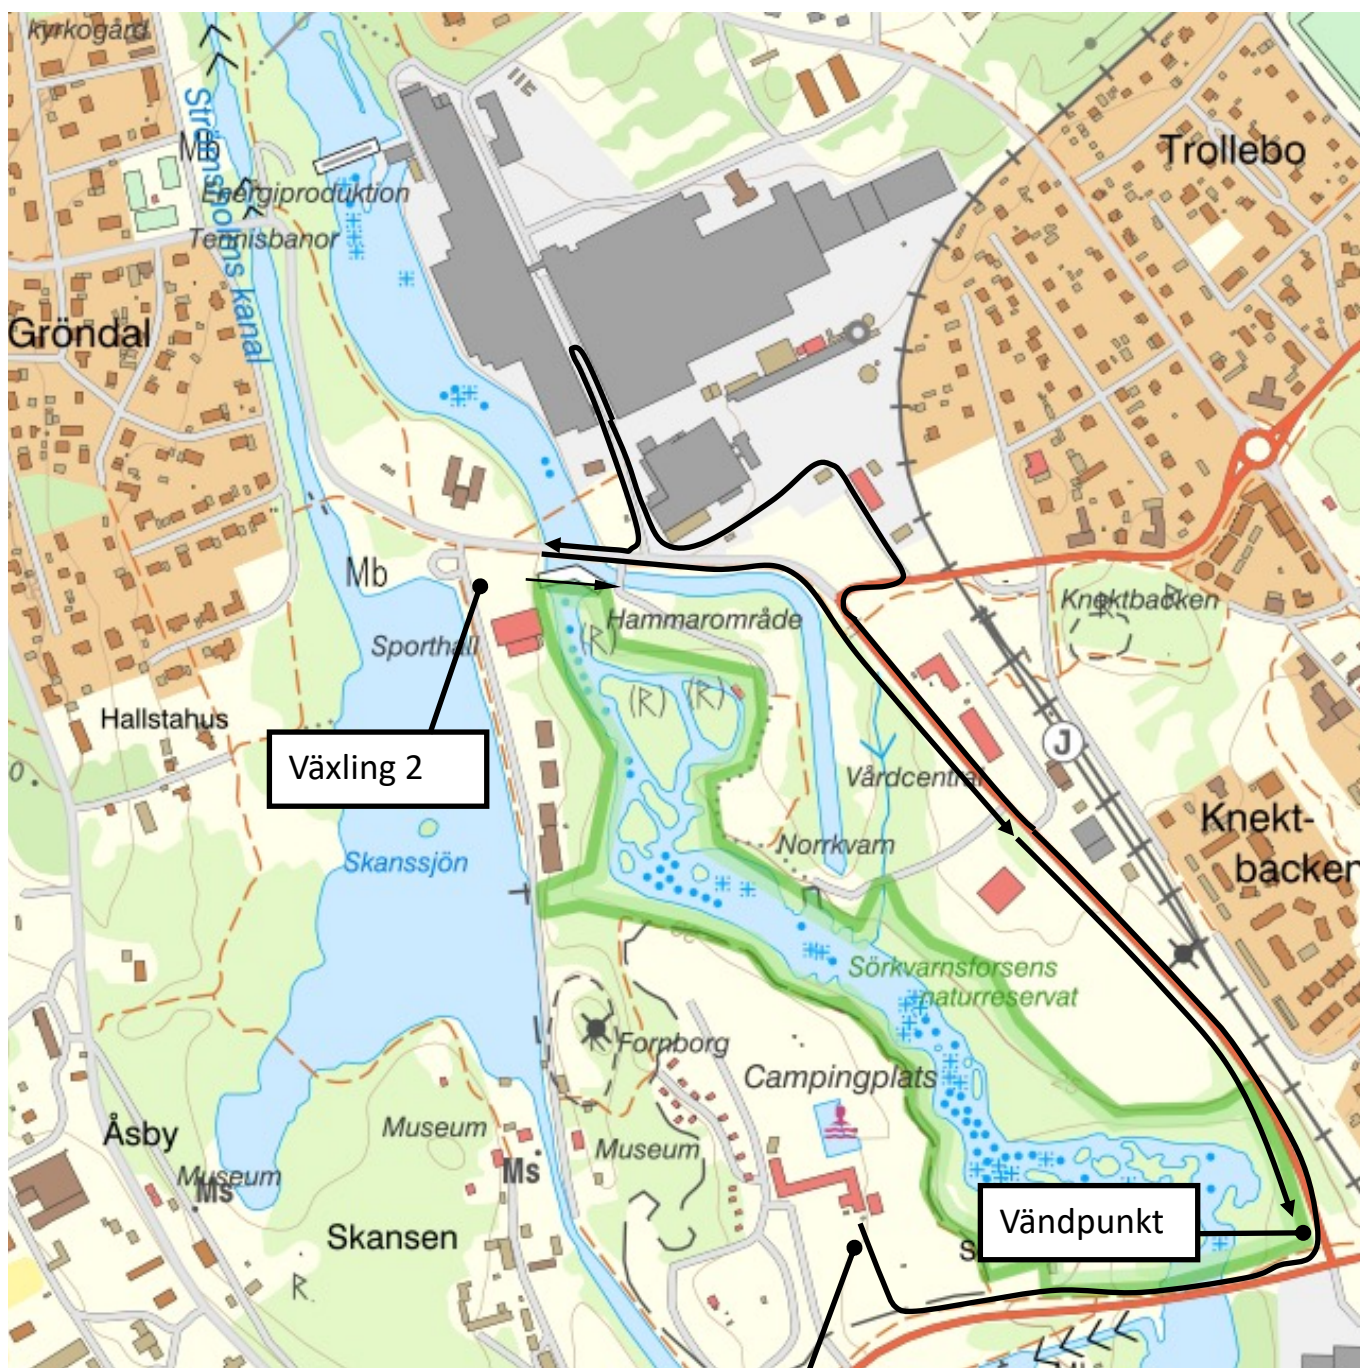 kyrkogård
Strömsholms kanal
Mb
Energiproduktion
Tennisbanor
Trollebo
Gröndal
Mb
Sporthall
Hammarområde
Knektbacken
R
(R)
(R)
(R)
Hallstahus
Växling 2
J
Vårdcentral
Skanssjön
Norrkvarn
Knekt-
backen
Sörkvarnsforsens
naturreservat
Fornborg
Campingplats
Åsby
Museum
Museum
Ms
Museum
Ms
Skansen
Vändpunkt
S
R.